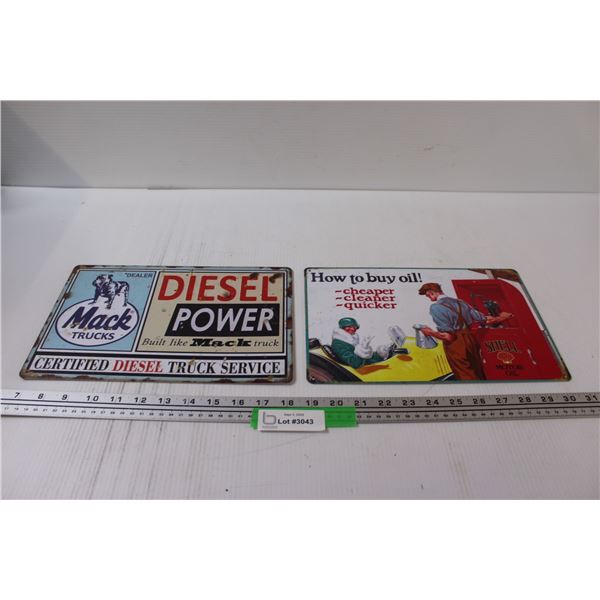 "DEALER
Mack
TRUCKS
DIESEL
POWER
Built like Mack truck
CERTIFIED DIESEL TRUCK SERVICE
How to buy oil!
-cheaper
-cleaner
-quicker
SHELL
MOTOR
OIL
7 8 9 10 11 12 13 14 15 16 17 18 19 20 21 22 23 24 25 26 27 28 29 30 31
b
Lot #3043